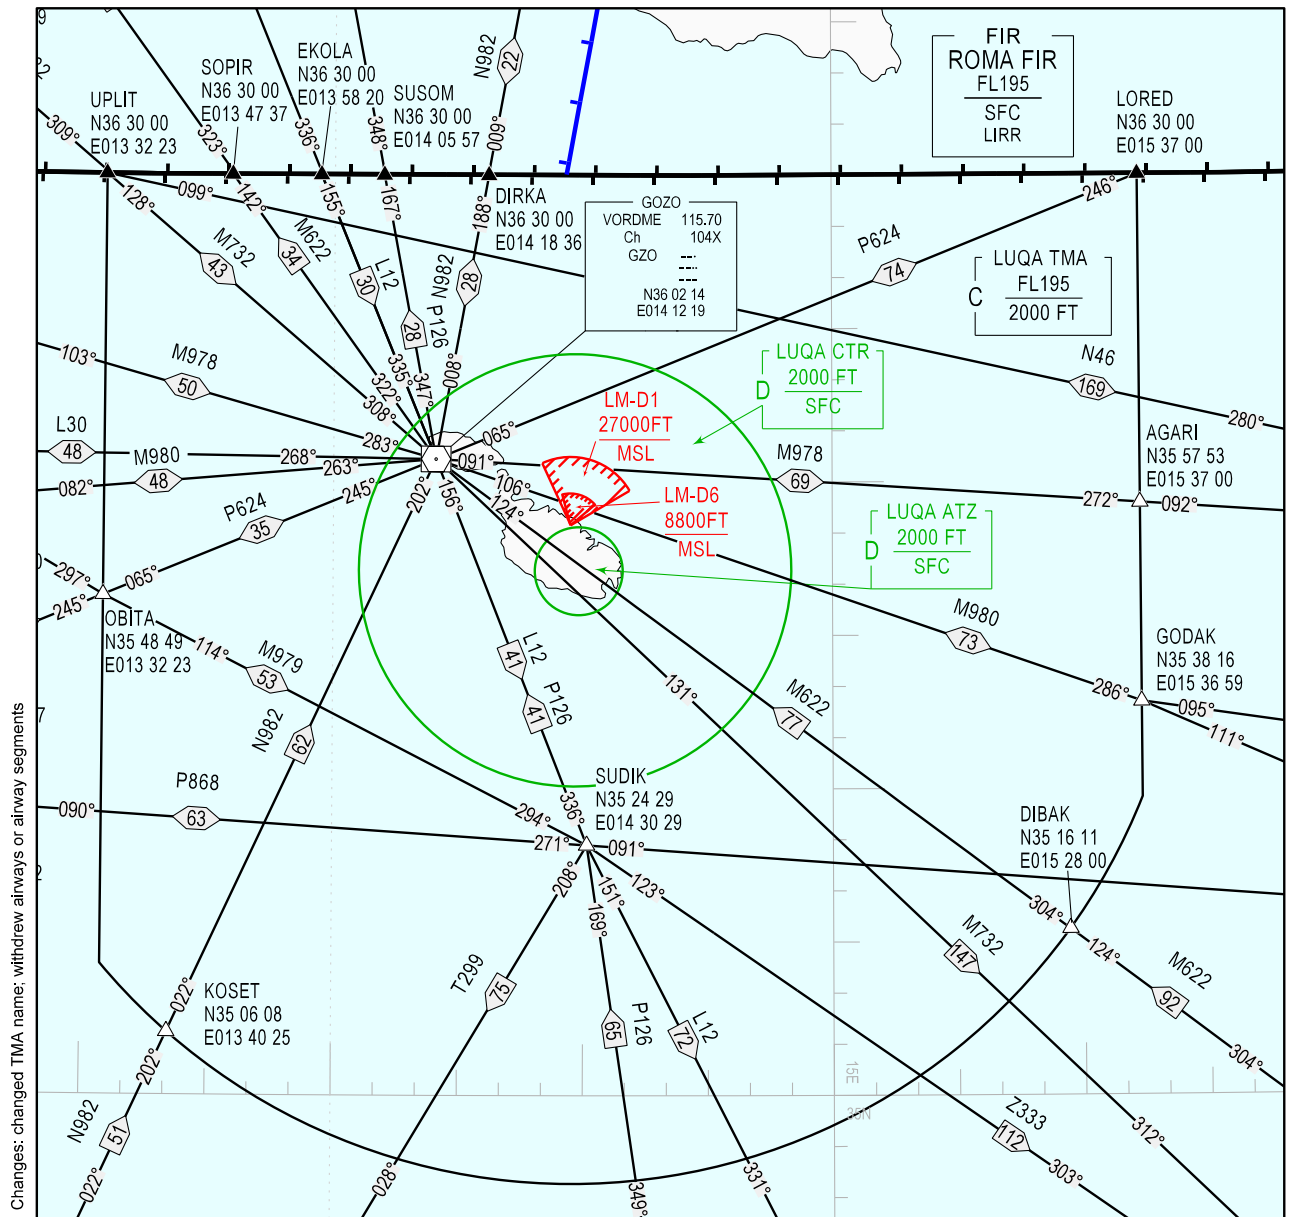 9
32
309°
UPLIT
N36 30 00
E013 32 23
SOPIR
N36 30 00
E013 47 37
EKOLA
N36 30 00
E013 58 20
SUSOM
N36 30 00
E014 05 57
N982
22
323°
336°
348°
009°
FIR
ROMA FIR
FL195
SFC
LIRR
LORED
N36 30 00
E015 37 00
099°
128°
142°
155°
167°
188°
246°
DIRKA
N36 30 00
E014 18 36
GOZO
VORDME 115.70
Ch 104X
GZO
N36 02 14
E014 12 19
P624
74
LUQA TMA
C
FL195
2000 FT
M732
43
M622
34
L12
30
28
P126
N982
28
103°
M978
50
335°
347°
008°
322°
308°
283°
LUQA CTR
D
2000 FT
SFC
N46
169
280°
LM-D1
27000FT
MSL
L30
48
M980
48
082°
268°
263°
245°
065°
091°
106°
124°
156°
202°
M978
69
272°
092°
AGARI
N35 57 53
E015 37 00
LM-D6
8800FT
MSL
LUQA ATZ
D
2000 FT
SFC
P624
35
0
297°
065°
245°
OBITA
N35 48 49
E013 32 23
114°
M979
53
N982
62
L12
41
P126
41
131°
M622
77
M980
73
286°
GODAK
N35 38 16
E015 36 59
095°
111°
7
P868
090°
63
294°
271°
336°
SUDIK
N35 24 29
E014 30 29
091°
208°
169°
151°
123°
DIBAK
N35 16 11
E015 28 00
304°
124°
2
M732
147
M622
92
304°
T299
75
P126
65
L12
72
022°
KOSET
N35 06 08
E013 40 25
202°
N982
51
022°
15E
35N
Z333
112
303°
312°
028°
349°
331°
Changes: changed TMA name; withdrew airways or airway segments